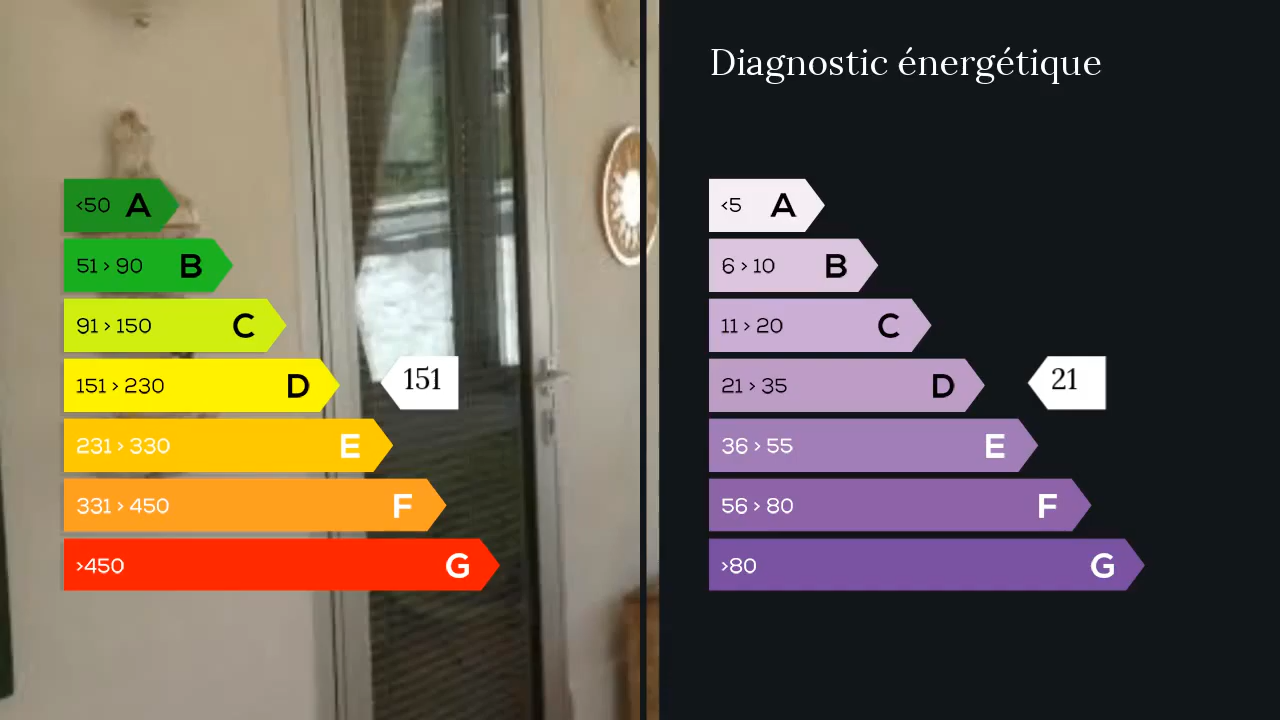 Diagnostic énergétique
<50 A
51 > 90 B
91 > 150 C
151 > 230 D
151
231 > 330 E
331 > 450 F
>450 G
<5 A
6 > 10 B
11 > 20 C
21 > 35 D
21
36 > 55 E
56 > 80 F
>80 G